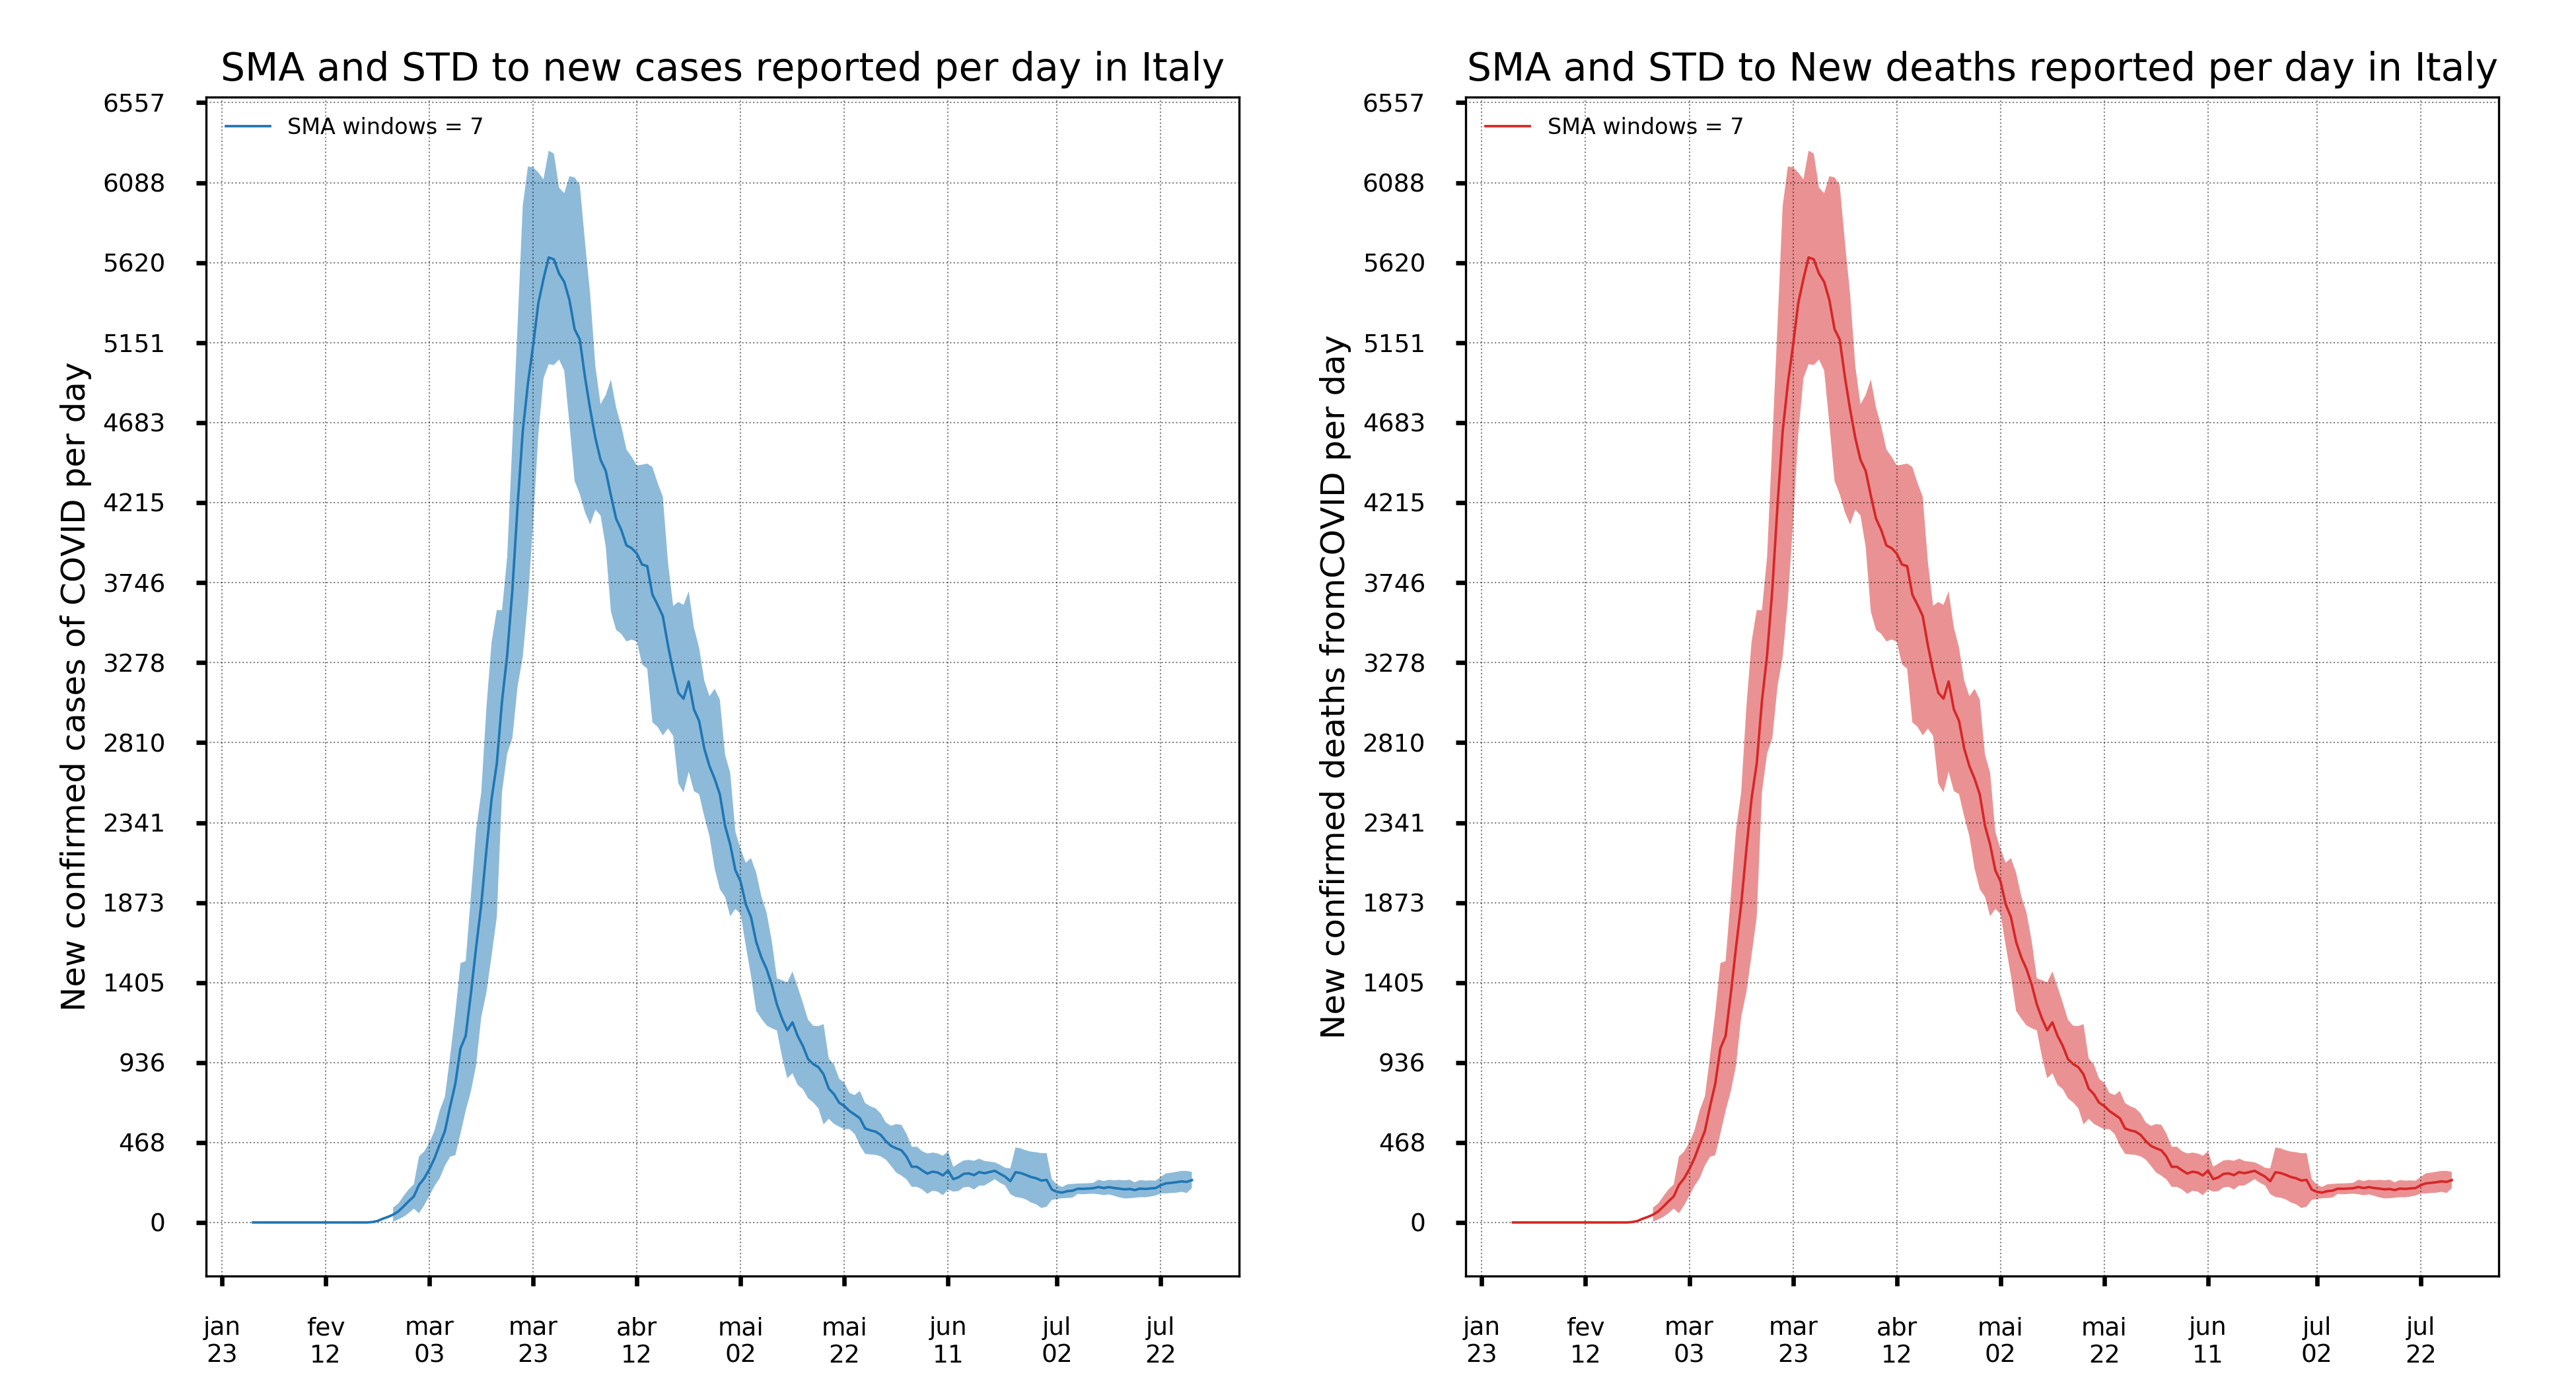 SMA and STD to new cases reported per day in Italy
New confirmed cases of COVID per day
SMA windows = 7
6557
6088
5620
5151
4683
4215
3746
3278
2810
2341
1873
1405
936
468
0
jan 23
fev 12
mar 03
mar 23
abr 12
mai 02
mai 22
jun 11
jul 02
jul 22
SMA and STD to New deaths reported per day in Italy
New confirmed deaths fromCOVID per day
SMA windows = 7
6557
6088
5620
5151
4683
4215
3746
3278
2810
2341
1873
1405
936
468
0
jan 23
fev 12
mar 03
mar 23
abr 12
mai 02
mai 22
jun 11
jul 02
jul 22